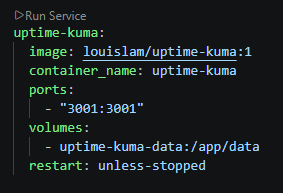 ▷Run Service
uptime-kuma:
  image: louislam/uptime-kuma:1
  container_name: uptime-kuma
  ports:
    - "3001:3001"
  volumes:
    - uptime-kuma-data:/app/data
  restart: unless-stopped